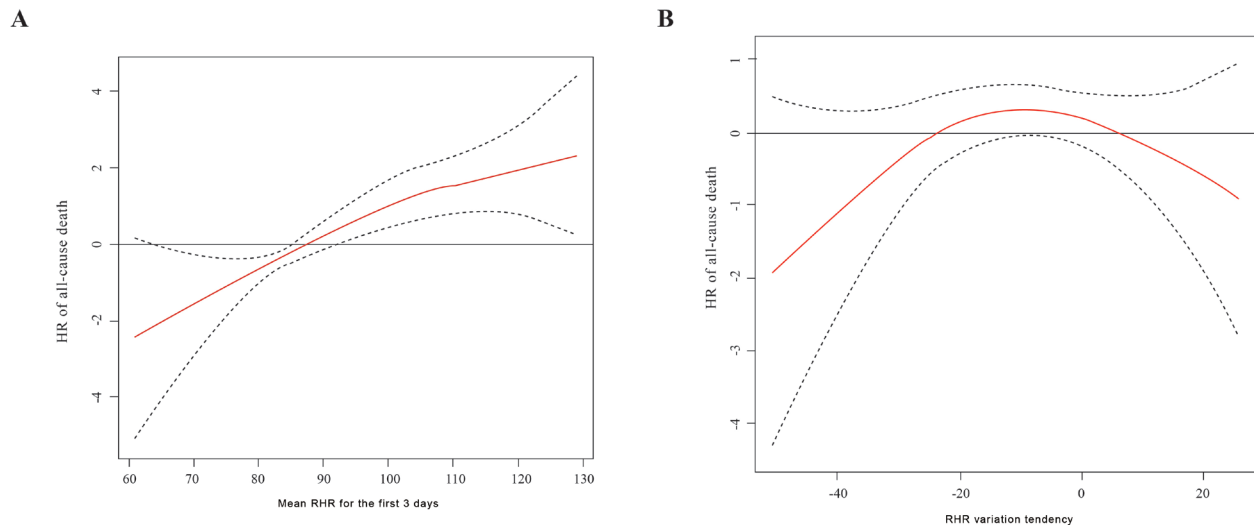 A
HR of all-cause death
4
2
0
-2
-4
60 70 80 90 100 110 120 130
Mean RHR for the first 3 days
B
HR of all-cause death
1
0
-1
-2
-3
-4
-40 -20 0 20
RHR variation tendency